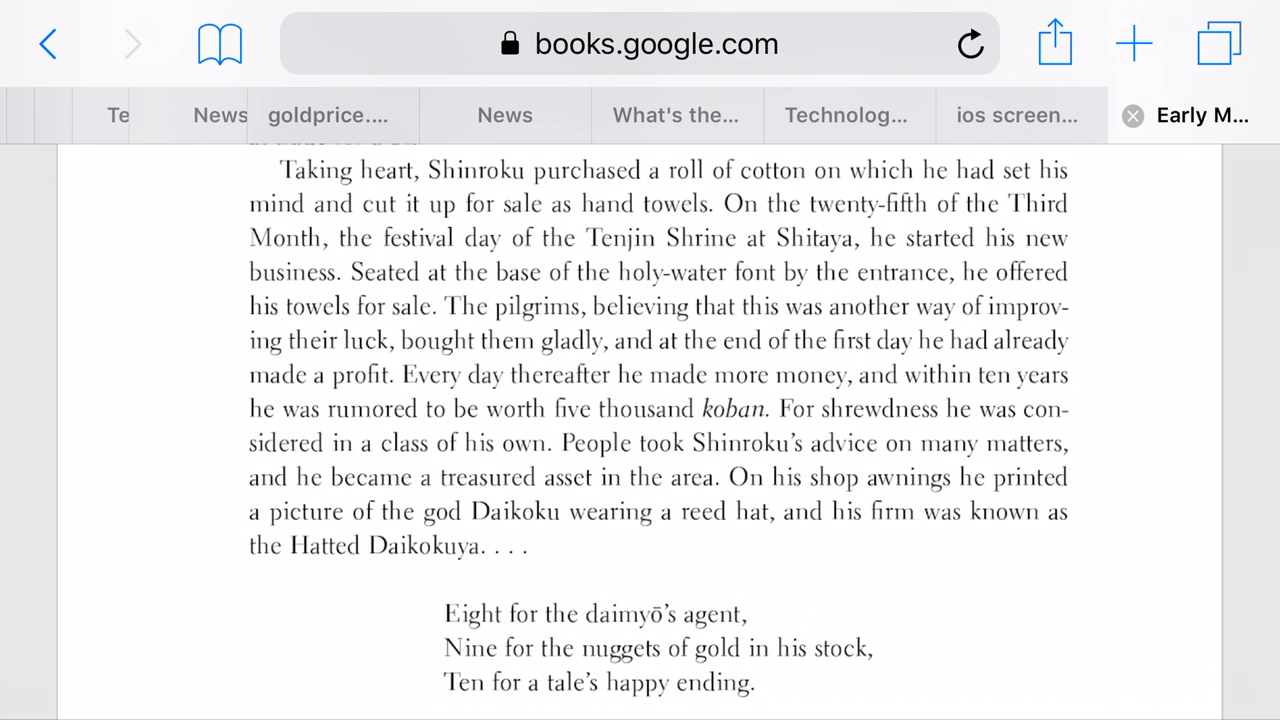 books.google.com
Te
News
goldprice....
News
What's the...
Technolog...
ios screen...
Early M...
Taking heart, Shinroku purchased a roll of cotton on which he had set his
mind and cut it up for sale as hand towels. On the twenty-fifth of the Third
Month, the festival day of the Tenjin Shrine at Shitaya, he started his new
business. Seated at the base of the holy-water font by the entrance, he offered
his towels for sale. The pilgrims, believing that this was another way of improv-
ing their luck, bought them gladly, and at the end of the first day he had already
made a profit. Every day thereafter he made more money, and within ten years
he was rumored to be worth five thousand koban. For shrewdness he was con-
sidered in a class of his own. People took Shinroku's advice on many matters,
and he became a treasured asset in the area. On his shop awnings he printed
a picture of the god Daikoku wearing a reed hat, and his firm was known as
the Hatted Daikokuya. . . .
Eight for the daimyō's agent,
Nine for the nuggets of gold in his stock,
Ten for a tale's happy ending.